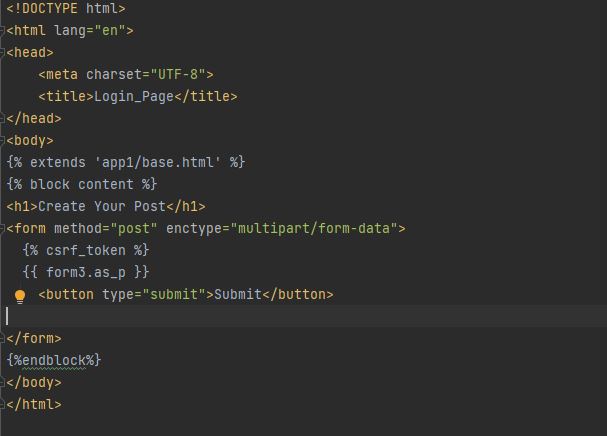 <!DOCTYPE html>
<html lang="en">
<head>
    <meta charset="UTF-8">
    <title>Login_Page</title>
</head>
<body>
{% extends 'app1/base.html' %}
{% block content %}
<h1>Create Your Post</h1>
<form method="post" enctype="multipart/form-data">
  {% csrf_token %}
  {{ form3.as_p }}
    <button type="submit">Submit</button>
</form>
{%endblock%}
</body>
</html>